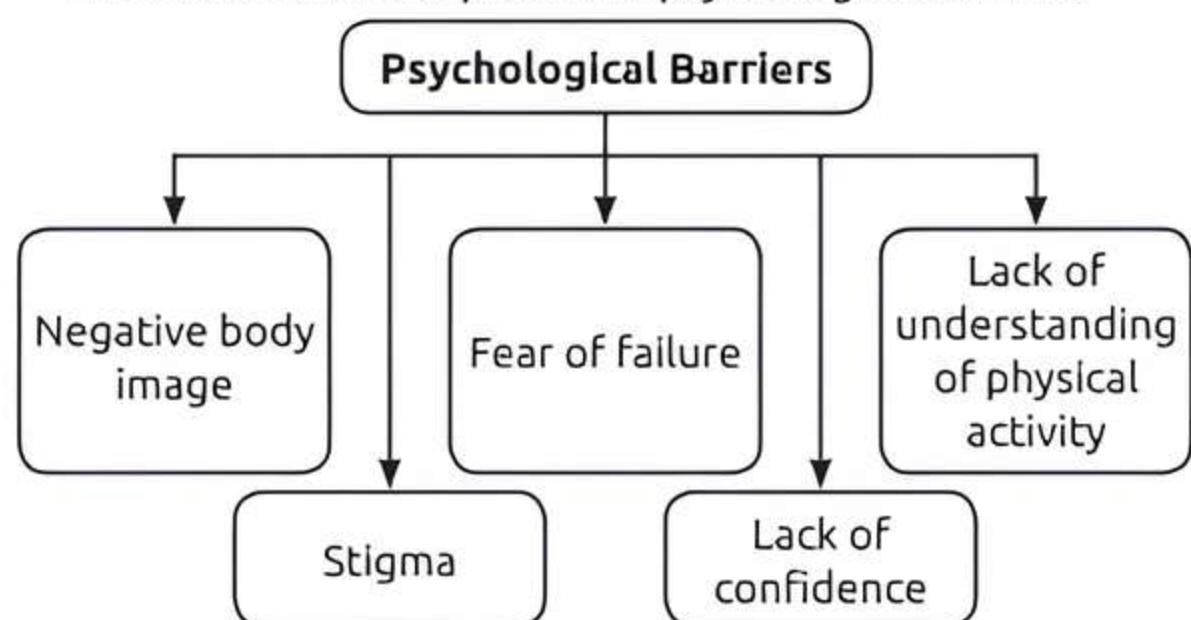 Psychological Barriers
Negative body
image
Fear of failure
Lack of
understanding
of physical
activity
Stigma
Lack of
confidence